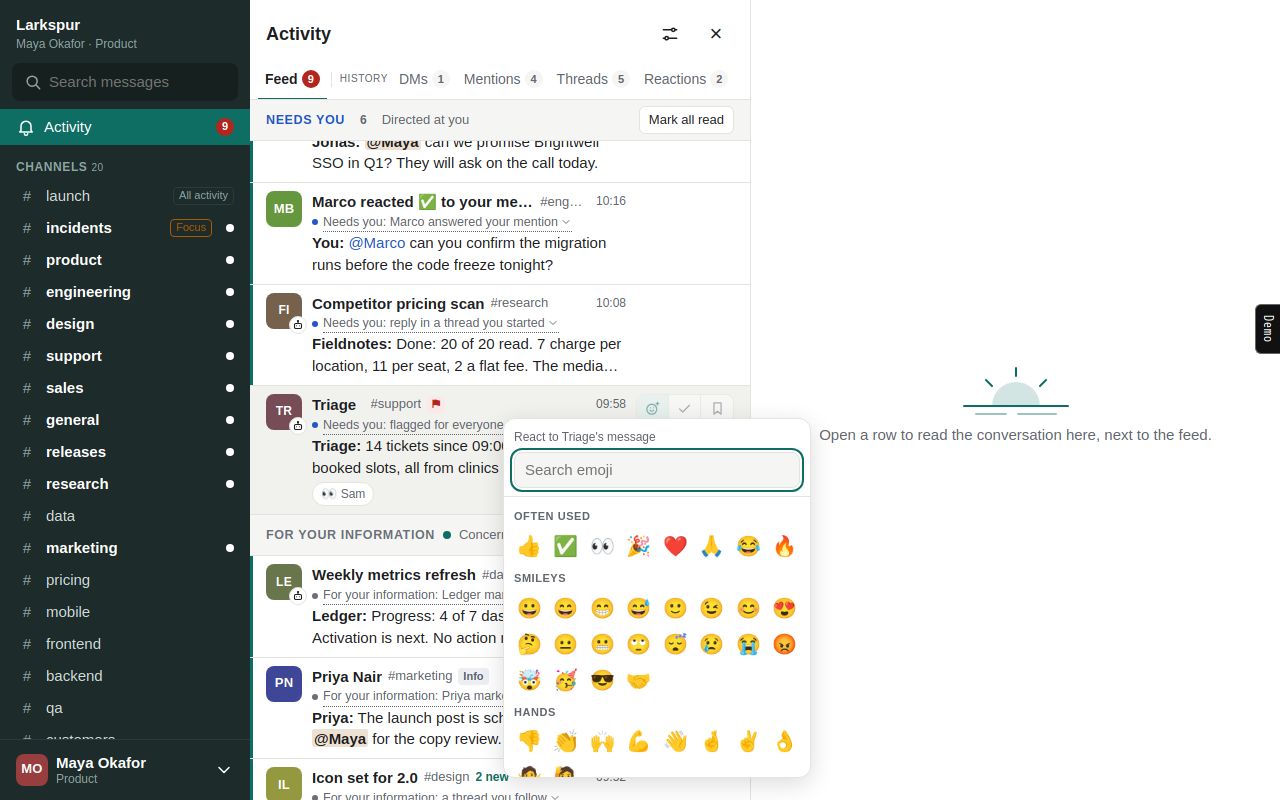 Larkspur
Maya Okafor · Product
Search messages
Activity 9
CHANNELS 20
# launch All activity
# incidents Focus
# product
# engineering
# design
# support
# sales
# general
# releases
# research
# data
# marketing
# pricing
# mobile
# frontend
# backend
# qa
# customers
MO Maya Okafor
Product
Activity
Feed 9 HISTORY DMs 1 Mentions 4 Threads 5 Reactions 2
NEEDS YOU 6 Directed at you Mark all read
Jonas: @Maya can we promise Brightwell
SSO in Q1? They will ask on the call today.
MB Marco reacted ✅ to your me… #eng… 10:16
Needs you: Marco answered your mention
You: @Marco can you confirm the migration
runs before the code freeze tonight?
FI Competitor pricing scan #research 10:08
Needs you: reply in a thread you started
Fieldnotes: Done: 20 of 20 read. 7 charge per
location, 11 per seat, 2 a flat fee. The media…
TR Triage #support 09:58
Needs you: flagged for everyone
Triage: 14 tickets since 09:00
booked slots, all from clinics
👀 Sam
FOR YOUR INFORMATION
LE Weekly metrics refresh
For your information: Ledger
Ledger: Progress: 4 of 7
Activation is next. No action
PN Priya Nair #marketing Info
For your information: Priya
Priya: The launch post is
@Maya for the copy review.
IL Icon set for 2.0 #design 2 new 09:52
For your information: a thread you follow
React to Triage's message
Search emoji
OFTEN USED
SMILEYS
HANDS
Open a row to read the conversation here, next to the feed.
Demo